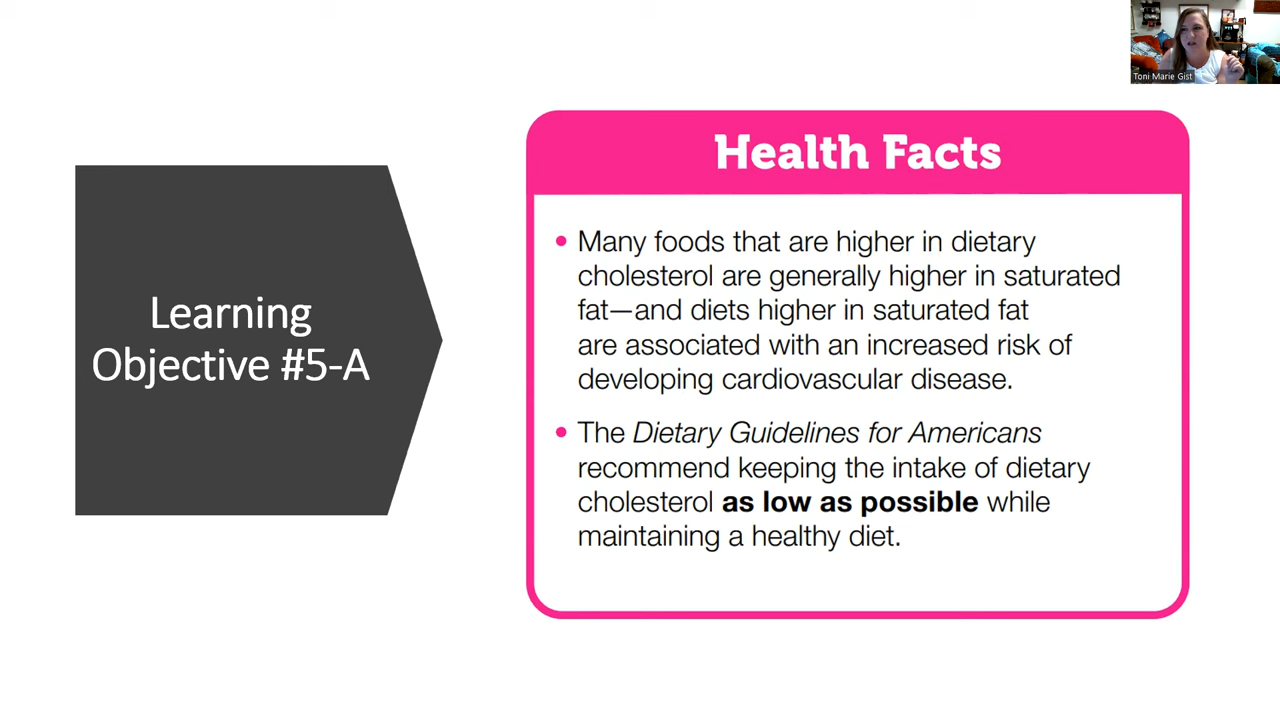 Toni Marie Gist
Learning
Objective #5-A
Health Facts
• Many foods that are higher in dietary
cholesterol are generally higher in saturated
fat—and diets higher in saturated fat
are associated with an increased risk of
developing cardiovascular disease.
• The Dietary Guidelines for Americans
recommend keeping the intake of dietary
cholesterol as low as possible while
maintaining a healthy diet.